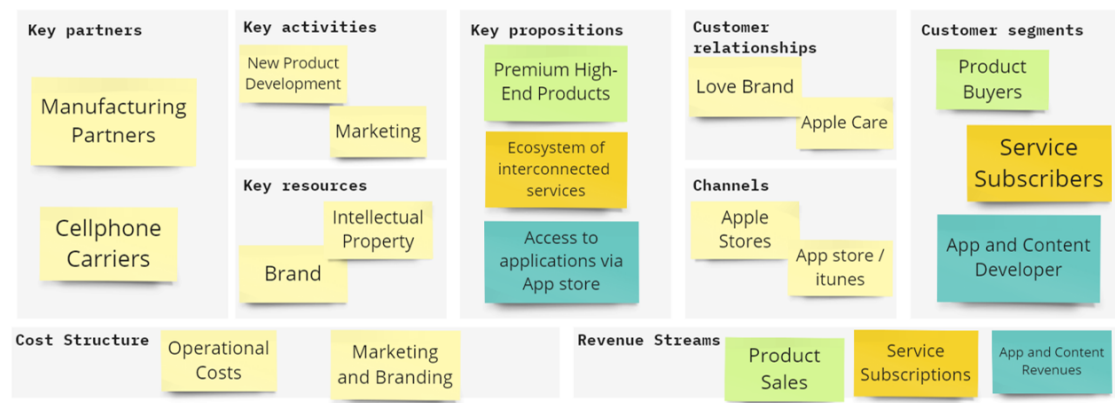 Key partners
Manufacturing
Partners
Cellphone
Carriers
Key activities
New Product
Development
Marketing
Key resources
Intellectual
Property
Brand
Key propositions
Premium High-
End Products
Ecosystem of
interconnected
services
Access to
applications via
App store
Customer
relationships
Love Brand
Apple Care
Channels
Apple
Stores
App store /
itunes
Customer segments
Product
Buyers
Service
Subscribers
App and Content
Developer
Cost Structure
Operational
Costs
Marketing
and Branding
Revenue Streams
Product
Sales
Service
Subscriptions
App and Content
Revenues